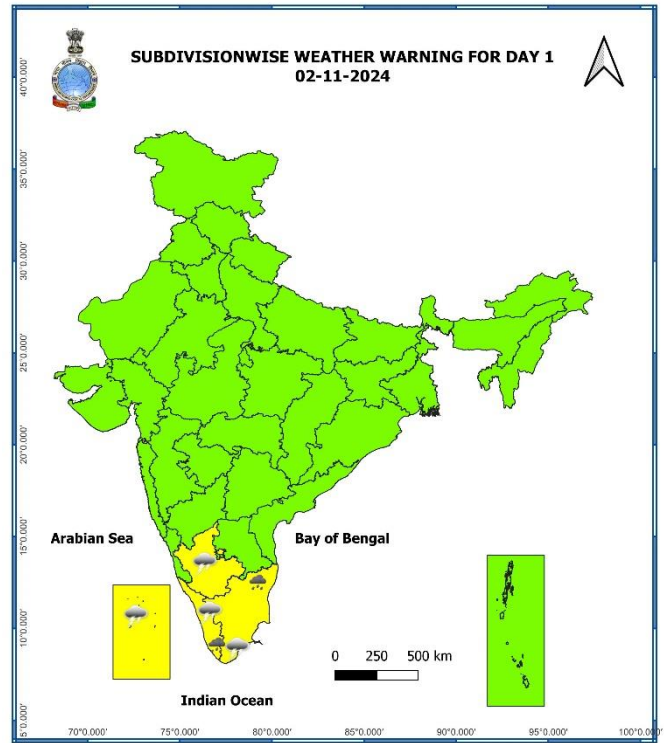 SUBDIVISIONWISE WEATHER WARNING FOR DAY 1
02-11-2024
40°0.000'
35°0.000'
30°0.000'
25°0.000'
20°0.000'
15°0.000'
10°0.000'
5°0.000'
Arabian Sea
Bay of Bengal
0 250 500 km
Indian Ocean
70°0.000' 75°0.000' 80°0.000' 85°0.000' 90°0.000' 95°0.000' 100°0.000'